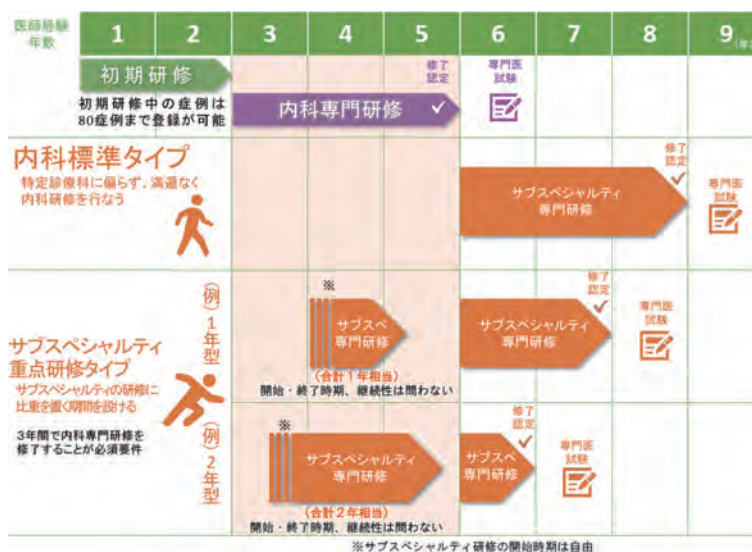 医師経験
年数
1 2 3 4 5 6 7 8 9(年)
初期研修
修了
認定
専門医
試験
初期研修中の症例は
80症例まで登録が可能
内科専門研修
内科標準タイプ
特定診療科に偏らず、満遍なく
内科研修を行なう
サブスペシャルティ
専門研修
修了
認定
専門医
試験
サブスペシャルティ
重点研修タイプ
サブスペシャルティの研修に
比重を置く期間を設ける
3年間で内科専門研修を
修了することが必須要件
(例)1年型
※
サブスペ
専門研修
(合計1年相当)
開始・終了時期、継続性は問わない
サブスペシャルティ
専門研修
修了
認定
専門医
試験
(例)2年型
※
サブスペシャルティ
専門研修
(合計2年相当)
開始・終了時期、継続性は問わない
サブスペ
専門研修
修了
認定
専門医
試験
※サブスペシャルティ研修の開始時期は自由